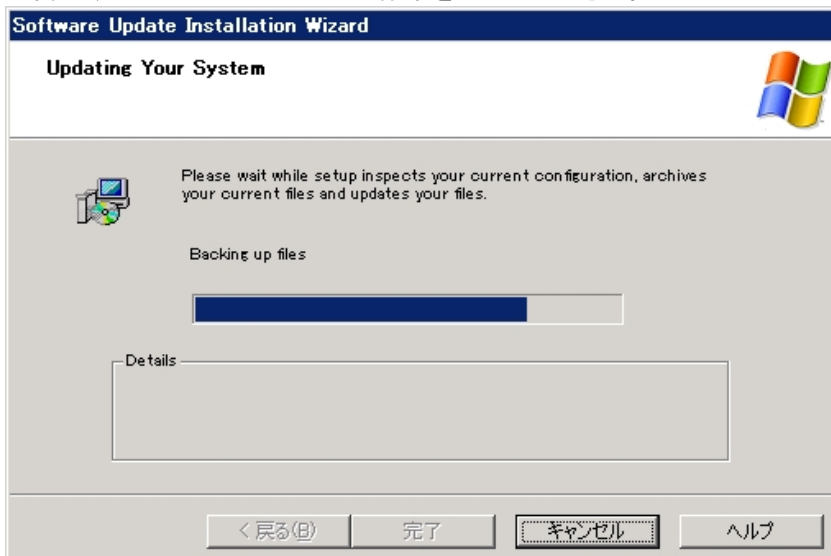 Software Update Installation Wizard
Updating Your System
Please wait while setup inspects your current configuration, archives
your current files and updates your files.
Backing up files
Details
< 戻る(B)
完了
キャンセル
ヘルプ